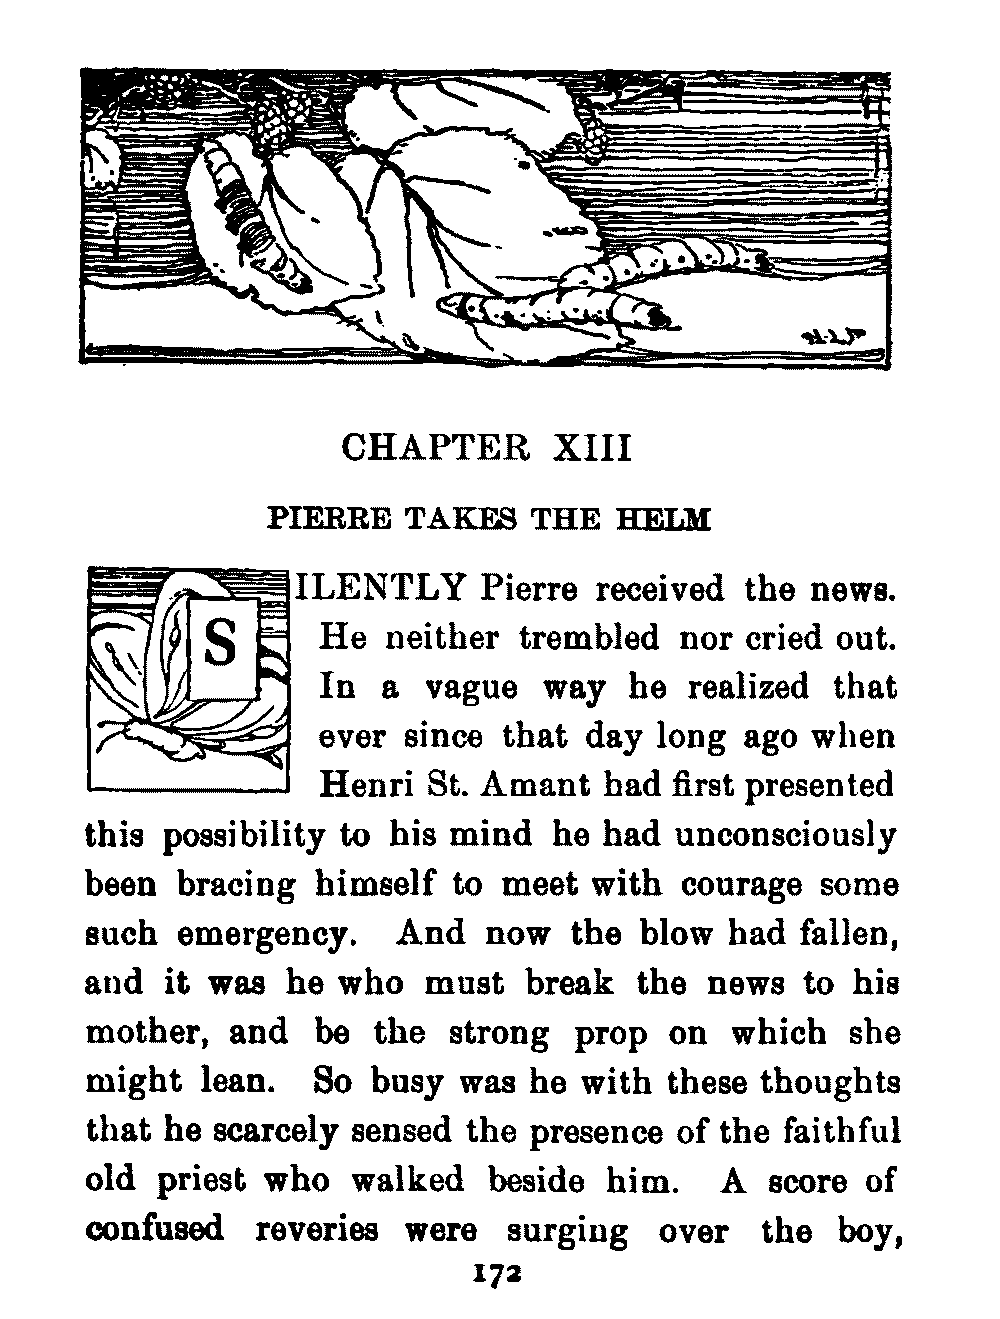 CHAPTER XIII
PIERRE TAKES THE HELM
SILENTLY Pierre received the news.
He neither trembled nor cried out.
In a vague way he realized that
ever since that day long ago when
Henri St. Amant had first presented
this possibility to his mind he had unconsciously
been bracing himself to meet with courage some
such emergency. And now the blow had fallen,
and it was he who must break the news to his
mother, and be the strong prop on which she
might lean. So busy was he with these thoughts
that he scarcely sensed the presence of the faithful
old priest who walked beside him. A score of
confused reveries were surging over the boy,
172